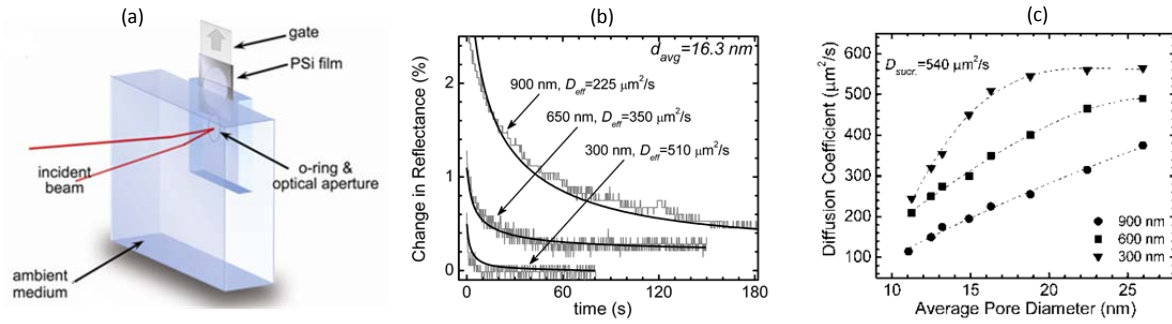 (a)
gate
PSi film
incident
beam
o-ring &
optical aperture
ambient
medium
(b)
Change in Reflectance (%)
2
1
0
d_avg=16.3 nm
900 nm, D_eff=225 μm²/s
650 nm, D_eff=350 μm²/s
300 nm, D_eff=510 μm²/s
0 60 120 180
time (s)
(c)
Diffusion Coefficient (μm²/s)
600
500
400
300
200
100
D_sucr.=540 μm²/s
900 nm
600 nm
300 nm
10 15 20 25
Average Pore Diameter (nm)